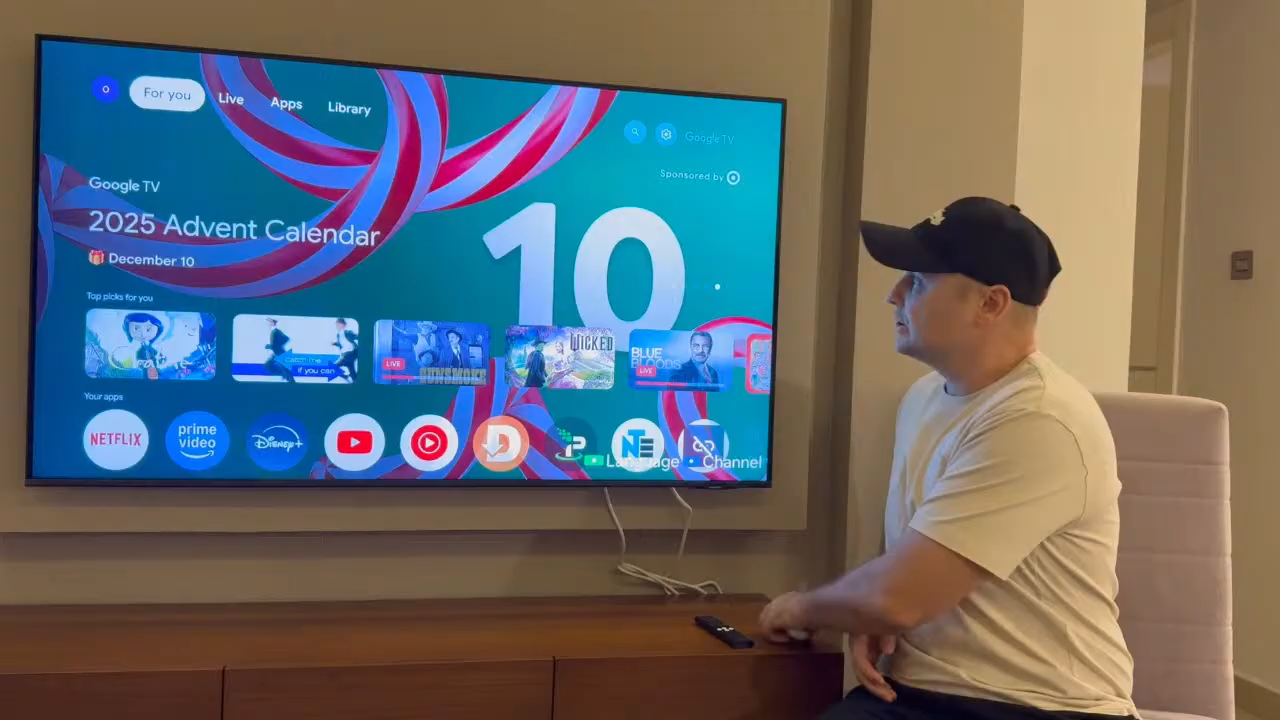 o For you Live Apps Library
Google TV
Sponsored by
Google TV
2025 Advent Calendar
December 10
10
Top picks for you
Coraline
Catch me
if you can
LIVE
GUNSMOKE
WICKED
BLUE
BLOODS
LIVE
Your apps
NETFLIX
prime
video
Disney+
D
P
NTE
Language Channel